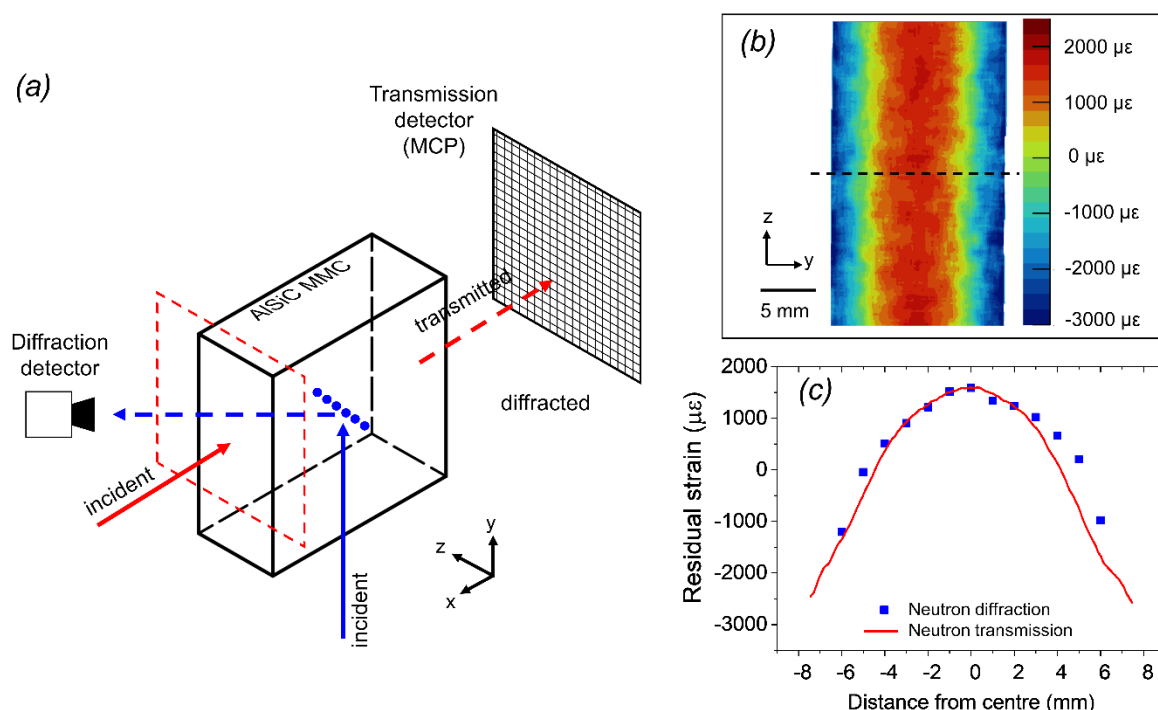 (a)
Transmission
detector
(MCP)
AlSiC MMC
transmitted
Diffraction
detector
diffracted
incident
incident
y
z
x
(b)
z
y
5 mm
2000 µε
1000 µε
0 µε
-1000 µε
-2000 µε
-3000 µε
(c)
Residual strain (µε)
2000
1000
0
-1000
-2000
-3000
Neutron diffraction
Neutron transmission
-8 -6 -4 -2 0 2 4 6 8
Distance from centre (mm)